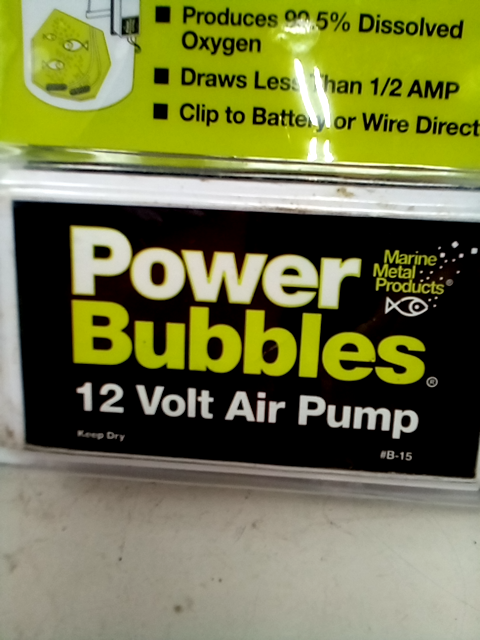 Produces 99.5% Dissolved
Oxygen
Draws Less Than 1/2 AMP
Clip to Battery or Wire Direct
Power
Bubbles®
Marine
Metal
Products®
12 Volt Air Pump
Keep Dry
#B-15